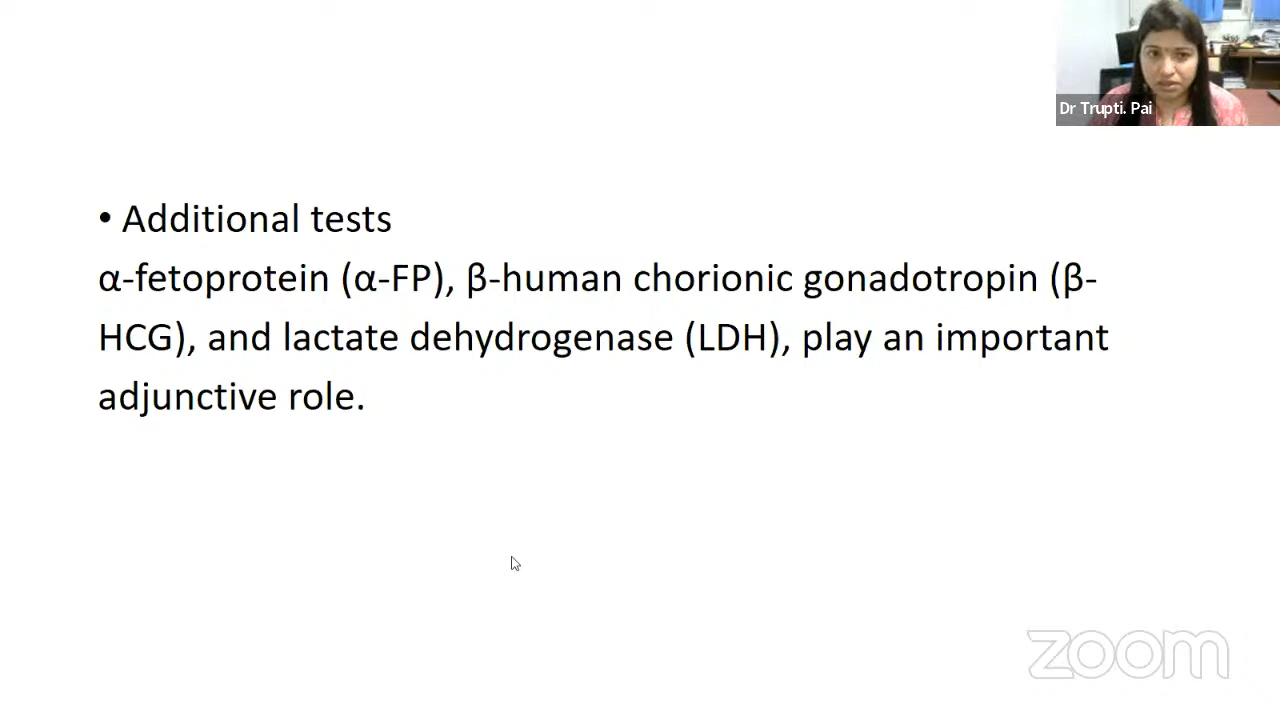 Dr Trupti. Pai
• Additional tests
α-fetoprotein (α-FP), β-human chorionic gonadotropin (β-
HCG), and lactate dehydrogenase (LDH), play an important
adjunctive role.
zoom